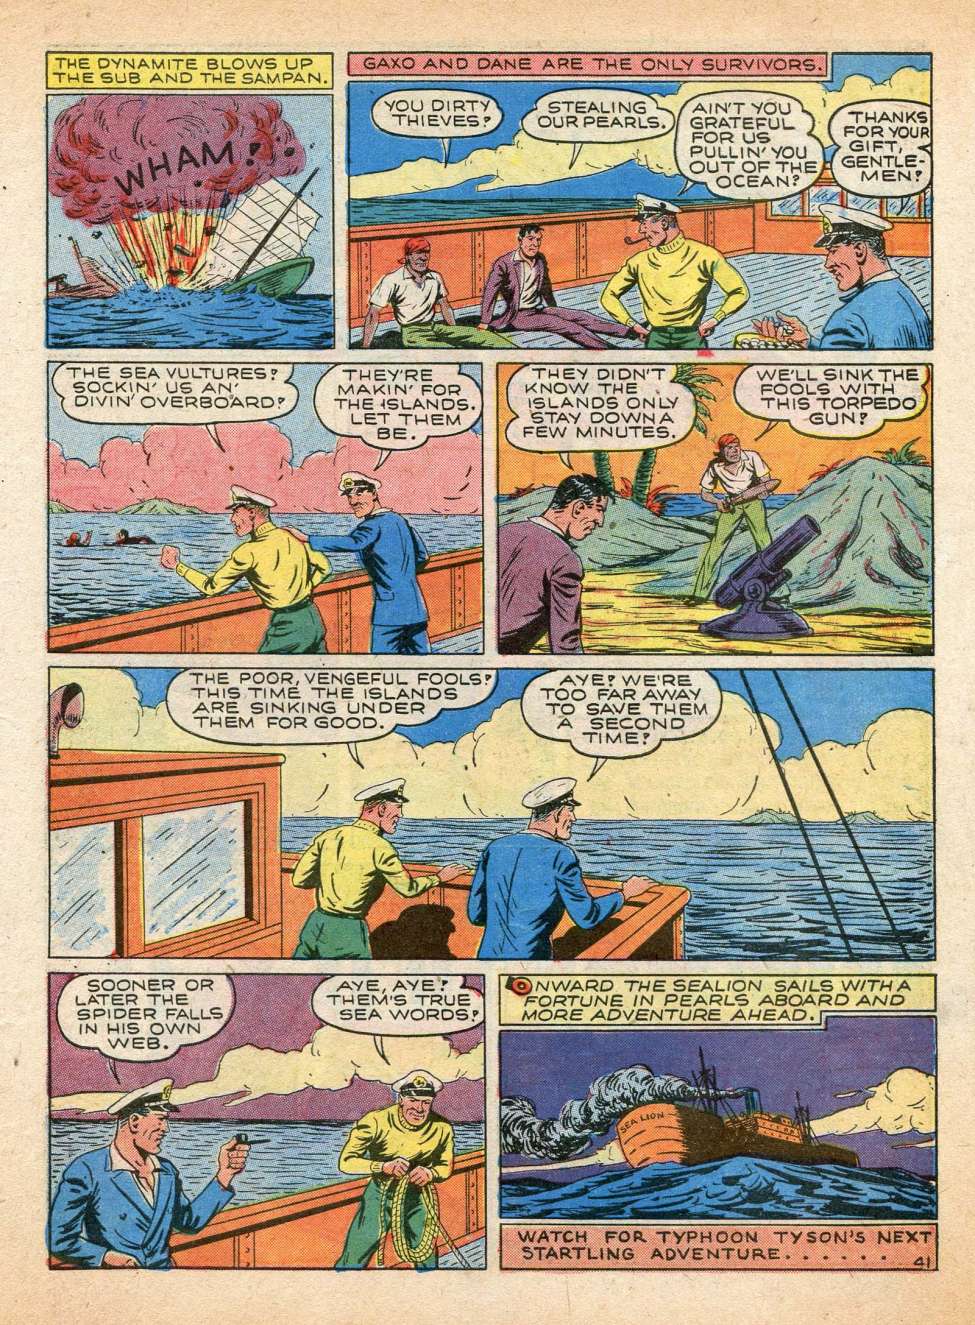 THE DYNAMITE BLOWS UP
THE SUB AND THE SAMPAN.
WHAM!
GAXO AND DANE ARE THE ONLY SURVIVORS.
YOU DIRTY
THIEVES!
STEALING
OUR PEARLS.
AIN'T YOU
GRATEFUL
FOR US
PULLIN' YOU
OUT OF THE
OCEAN?
THANKS
FOR YOUR
GIFT,
GENTLE-
MEN!
THE SEA VULTURES!
SOCKIN' US AN'
DIVIN' OVERBOARD!
THEY'RE
MAKIN' FOR
THE ISLANDS.
LET THEM
BE.
THEY DIDN'T
KNOW THE
ISLANDS ONLY
STAY DOWN A
FEW MINUTES.
WE'LL SINK THE
FOOLS WITH
THIS TORPEDO
GUN!
THE POOR, VENGEFUL FOOLS!
THIS TIME THE ISLANDS
ARE SINKING UNDER
THEM FOR GOOD.
AYE! WE'RE
TOO FAR AWAY
TO SAVE THEM
A SECOND
TIME!
SOONER OR
LATER THE
SPIDER FALLS
IN HIS OWN
WEB.
AYE, AYE!
THEM'S TRUE
SEA WORDS!
ONWARD THE SEALION SAILS WITH A
FORTUNE IN PEARLS ABOARD AND
MORE ADVENTURE AHEAD.
SEA LION
WATCH FOR TYPHOON TYSON'S NEXT
STARTLING ADVENTURE......
41